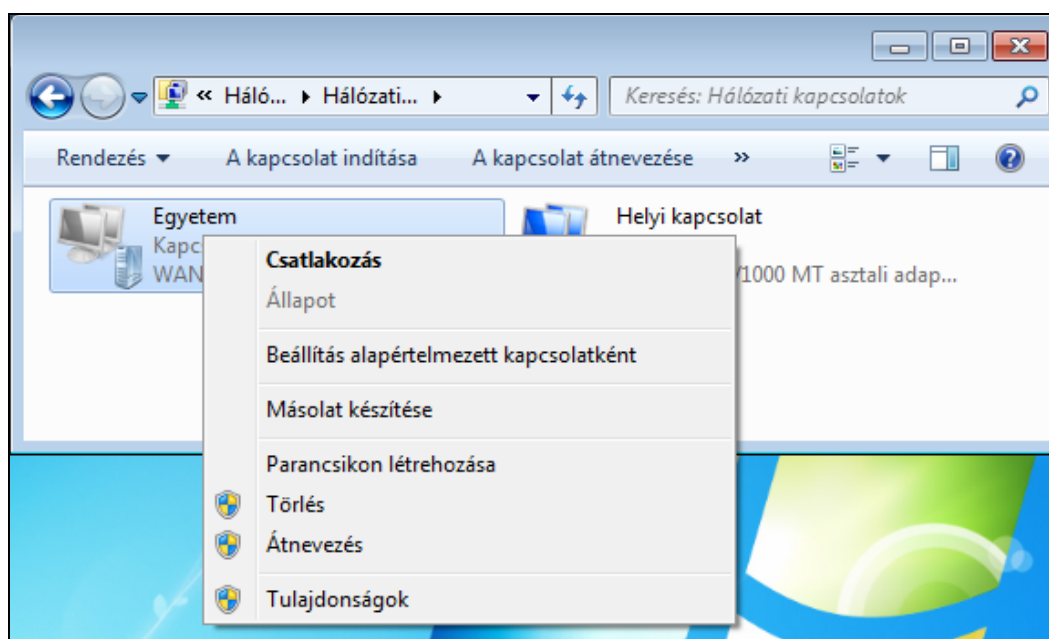 « Háló... Hálózati...
Keresés: Hálózati kapcsolatok
Rendezés A kapcsolat indítása A kapcsolat átnevezése »
Egyetem
WAN
Helyi kapcsolat
/1000 MT asztali adap...
Csatlakozás
Állapot
Beállítás alapértelmezett kapcsolatként
Másolat készítése
Parancsikon létrehozása
Törlés
Átnevezés
Tulajdonságok